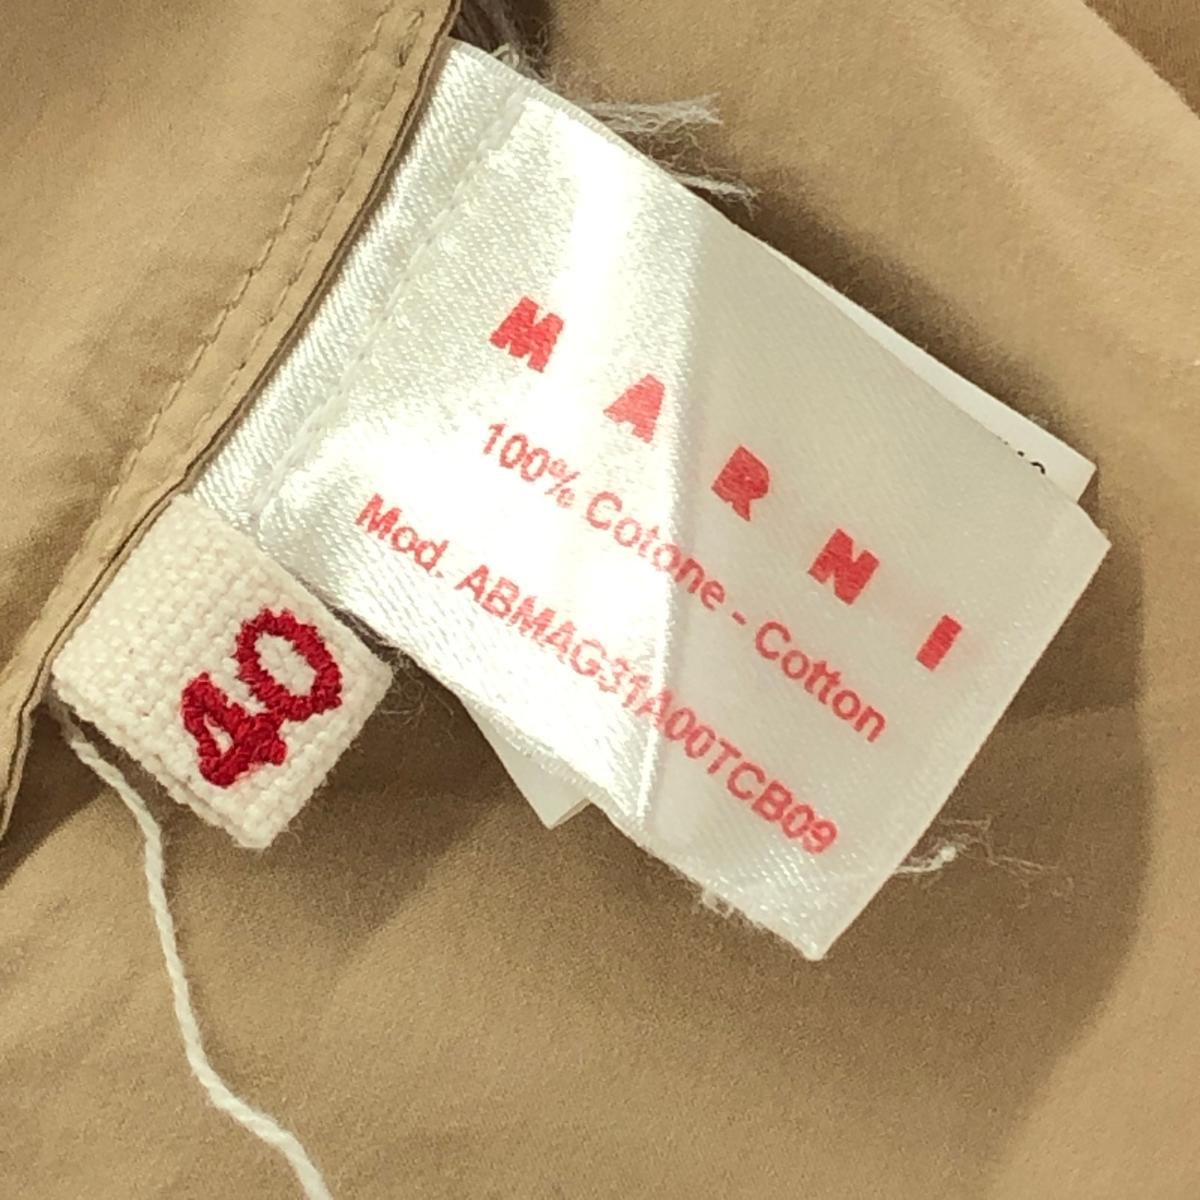 MARNI
100% Cotone - Cotton
Mod. ABMAG31A00TCB09
40